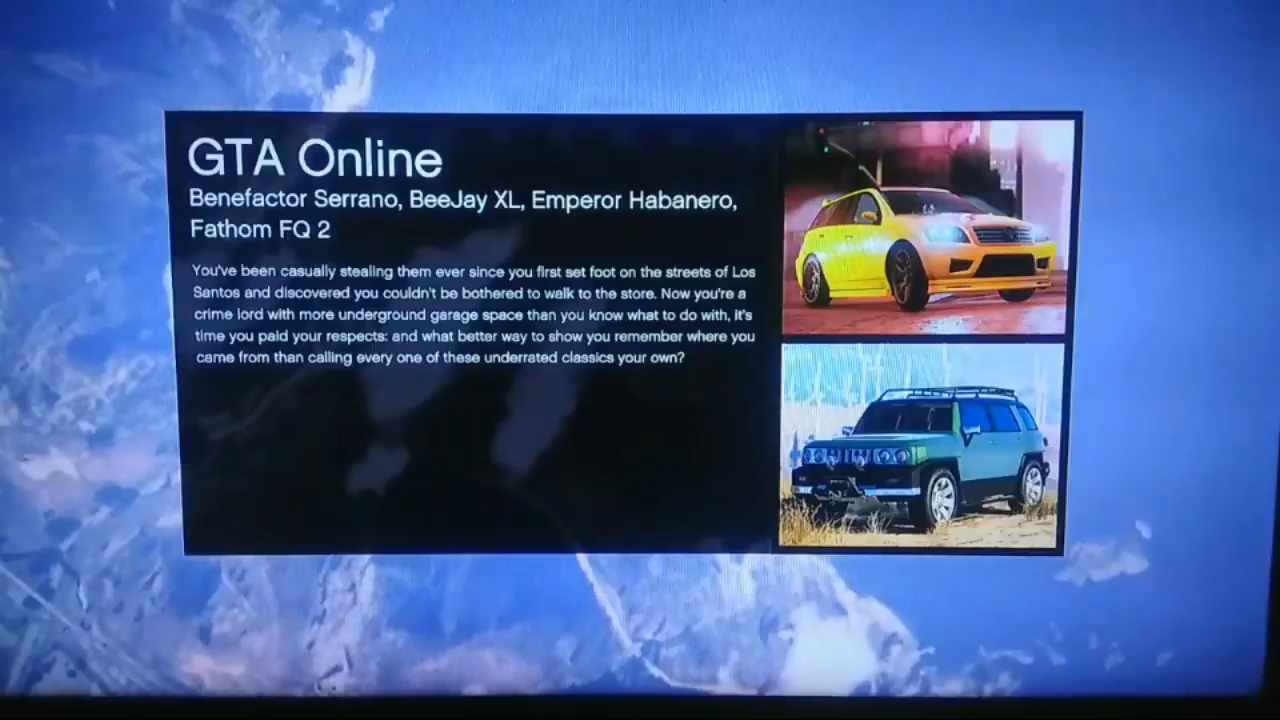 GTA Online
Benefactor Serrano, BeeJay XL, Emperor Habanero,
Fathom FQ 2
You've been casually stealing them ever since you first set foot on the streets of Los
Santos and discovered you couldn't be bothered to walk to the store. Now you're a
crime lord with more underground garage space than you know what to do with, it's
time you paid your respects: and what better way to show you remember where you
came from than calling every one of these underrated classics your own?